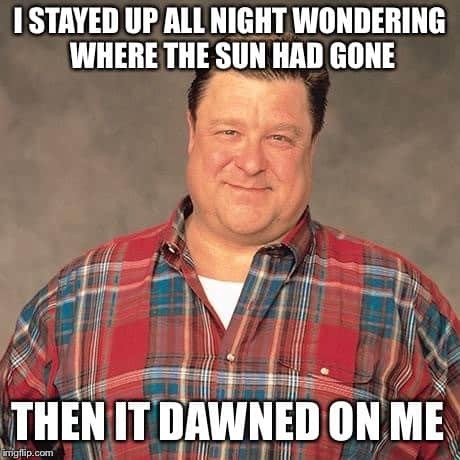 I STAYED UP ALL NIGHT WONDERING
WHERE THE SUN HAD GONE
THEN IT DAWNED ON ME
imgflip.com